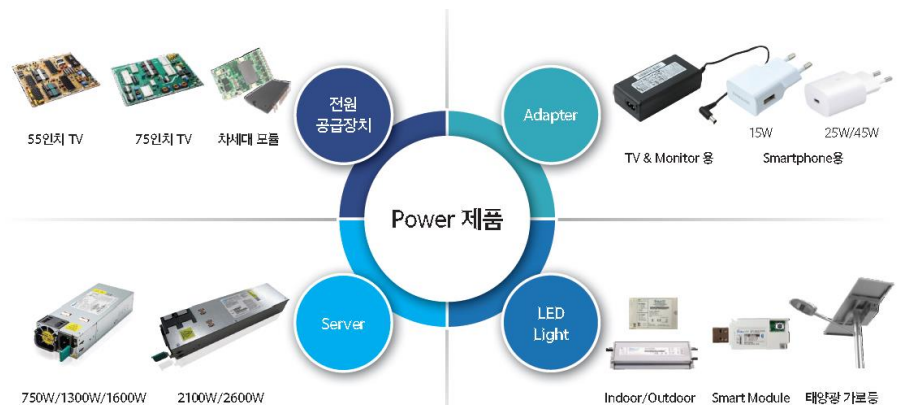 전원
공급장치
55인치 TV
75인치 TV
차세대 모듈
Adapter
15W
25W/45W
TV & Monitor 용
Smartphone용
Power 제품
Server
750W/1300W/1600W
2100W/2600W
LED
Light
Indoor/Outdoor
Smart Module
태양광 가로등